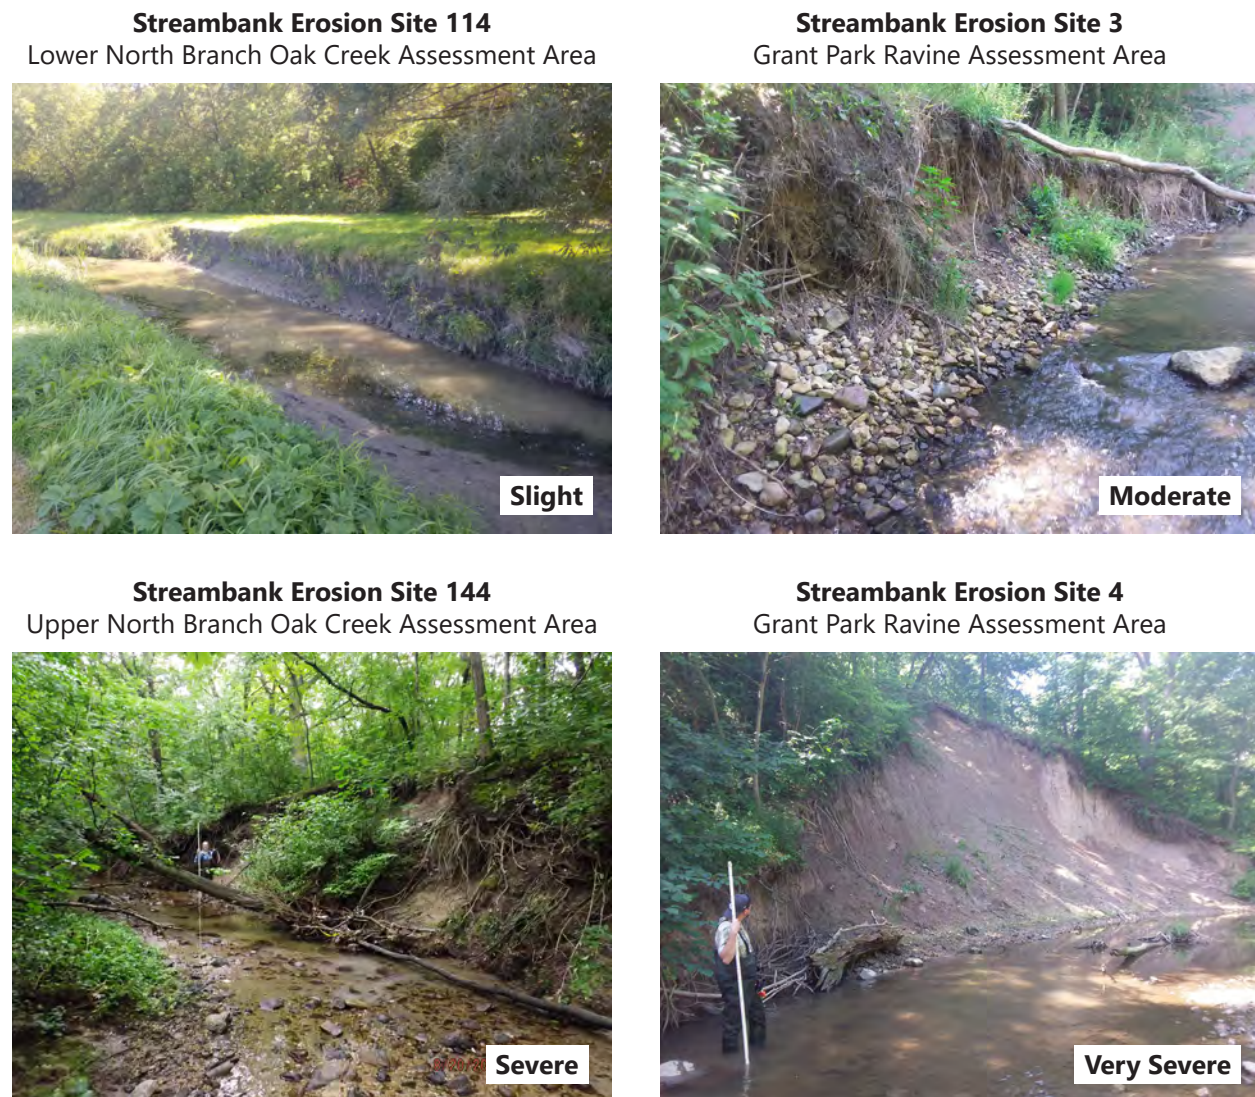 Streambank Erosion Site 114
Lower North Branch Oak Creek Assessment Area
Slight
Streambank Erosion Site 3
Grant Park Ravine Assessment Area
Moderate
Streambank Erosion Site 144
Upper North Branch Oak Creek Assessment Area
Severe
Streambank Erosion Site 4
Grant Park Ravine Assessment Area
Very Severe